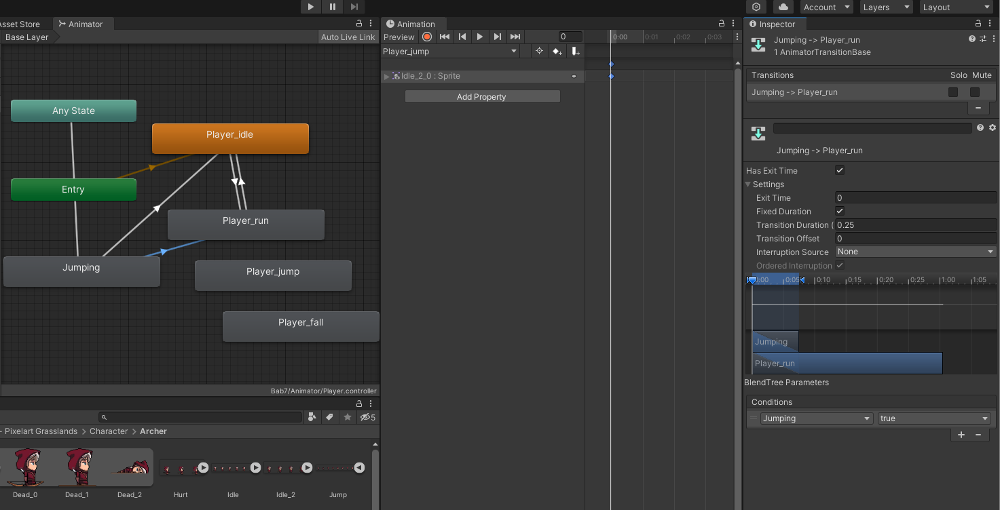 Account
Layers
Layout
Asset Store
Animator
Base Layer
Auto Live Link
Any State
Player_idle
Entry
Player_run
Jumping
Player_jump
Player_fall
Bab7/Animator/Player.controller
5
- Pixelart Grasslands > Character > Archer
Dead_0
Dead_1
Dead_2
Hurt
Idle
Idle_2
Jump
Animation
Preview
0
0:00
0:01
0:02
0:03
Player_jump
Idle_2_0 : Sprite
Add Property
Inspector
Jumping -> Player_run
1 AnimatorTransitionBase
Transitions
Solo Mute
Jumping -> Player_run
Jumping -> Player_run
Has Exit Time
Settings
Exit Time 0
Fixed Duration
Transition Duration ( 0.25
Transition Offset 0
Interruption Source None
Ordered Interruption
0:00 0:05 0:10 0:15 0:20 0:25 1:00 1:05
Jumping
Player_run
BlendTree Parameters
Conditions
Jumping true